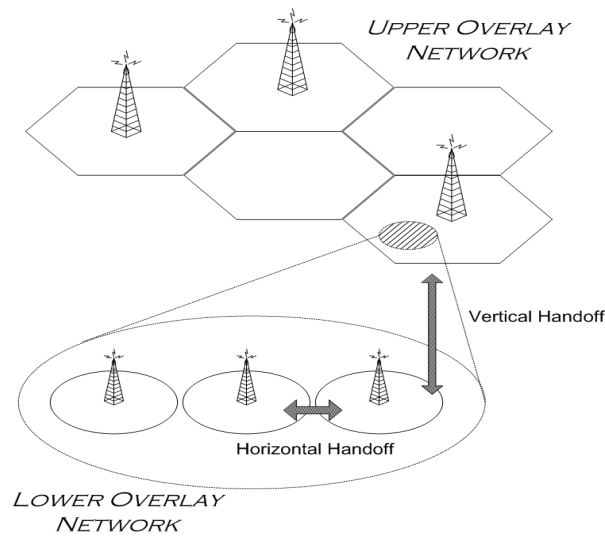 UPPER OVERLAY
NETWORK
Vertical Handoff
Horizontal Handoff
LOWER OVERLAY
NETWORK